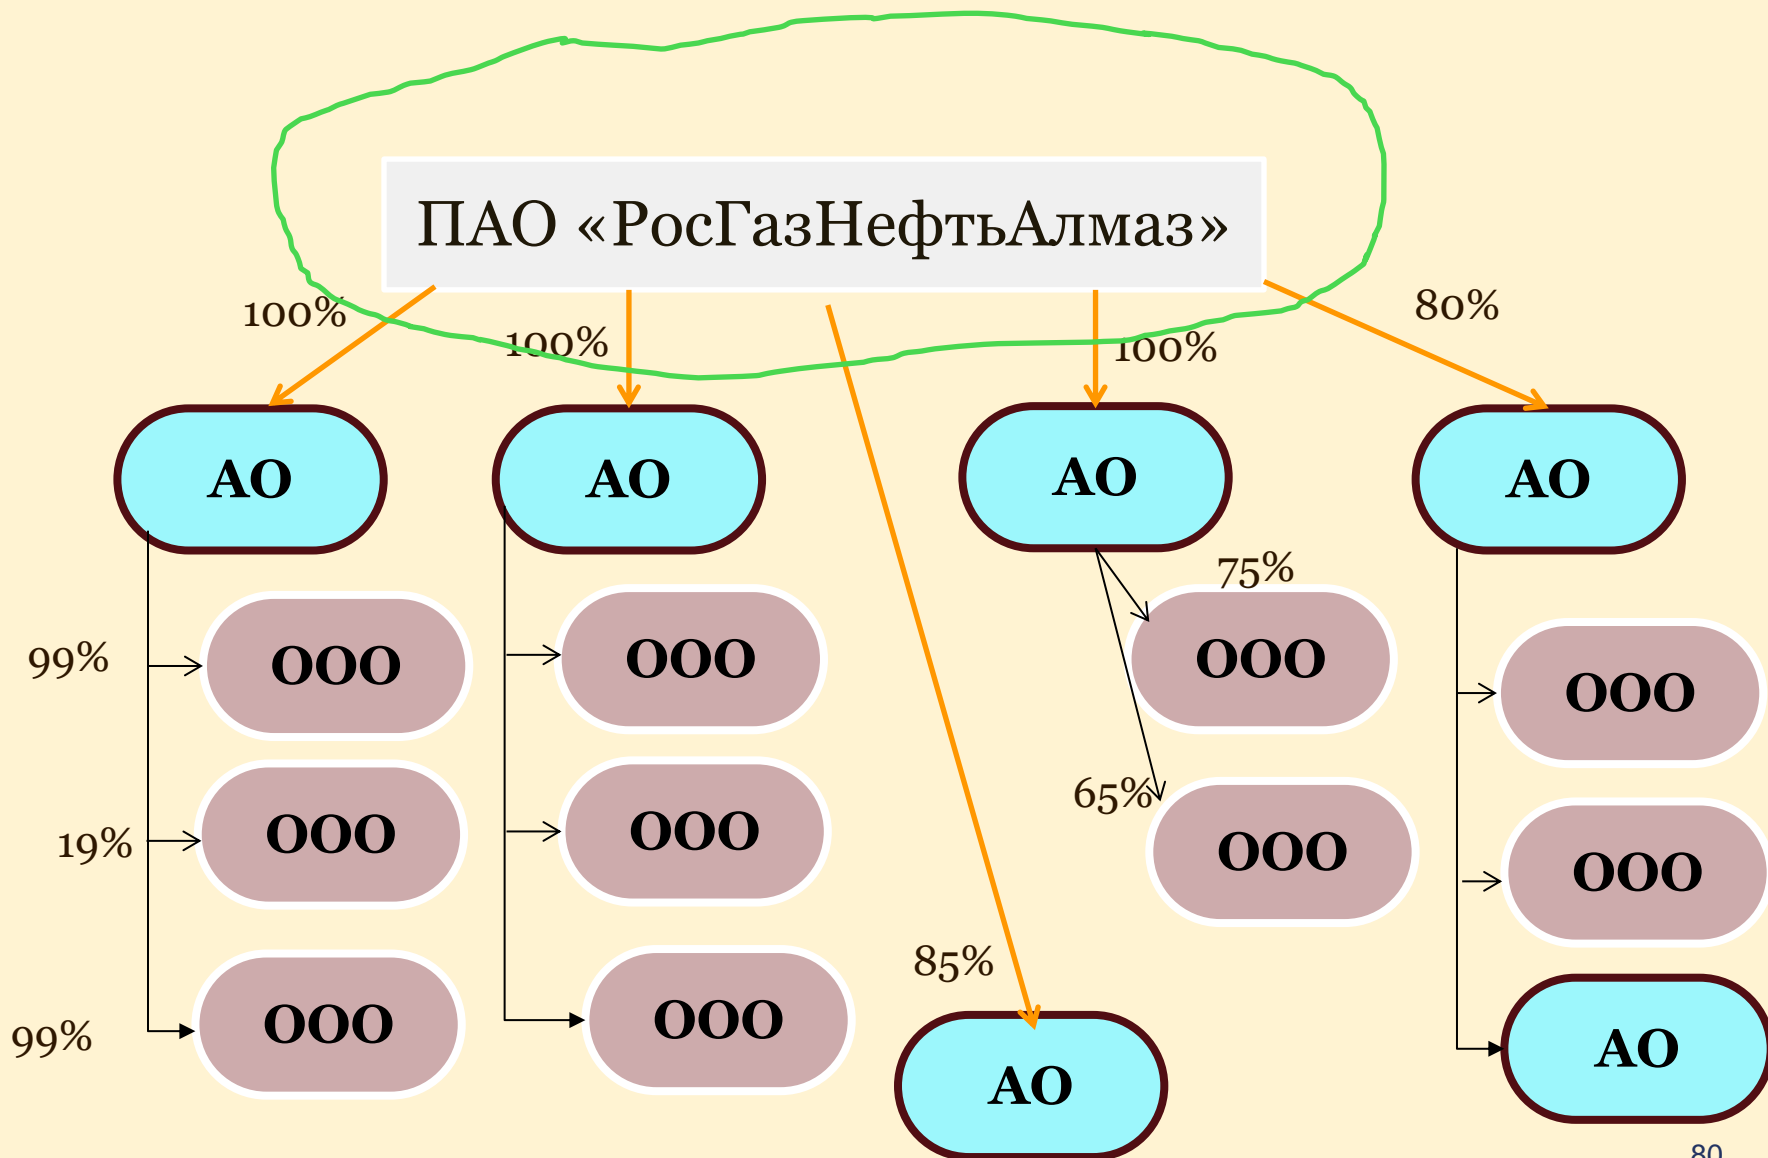 ПАО «РосГазНефтьАлмаз»
100%
100%
100%
80%
АО
АО
АО
АО
75%
99%
ООО
ООО
ООО
ООО
65%
19%
ООО
ООО
ООО
ООО
85%
99%
ООО
ООО
АО
АО
80